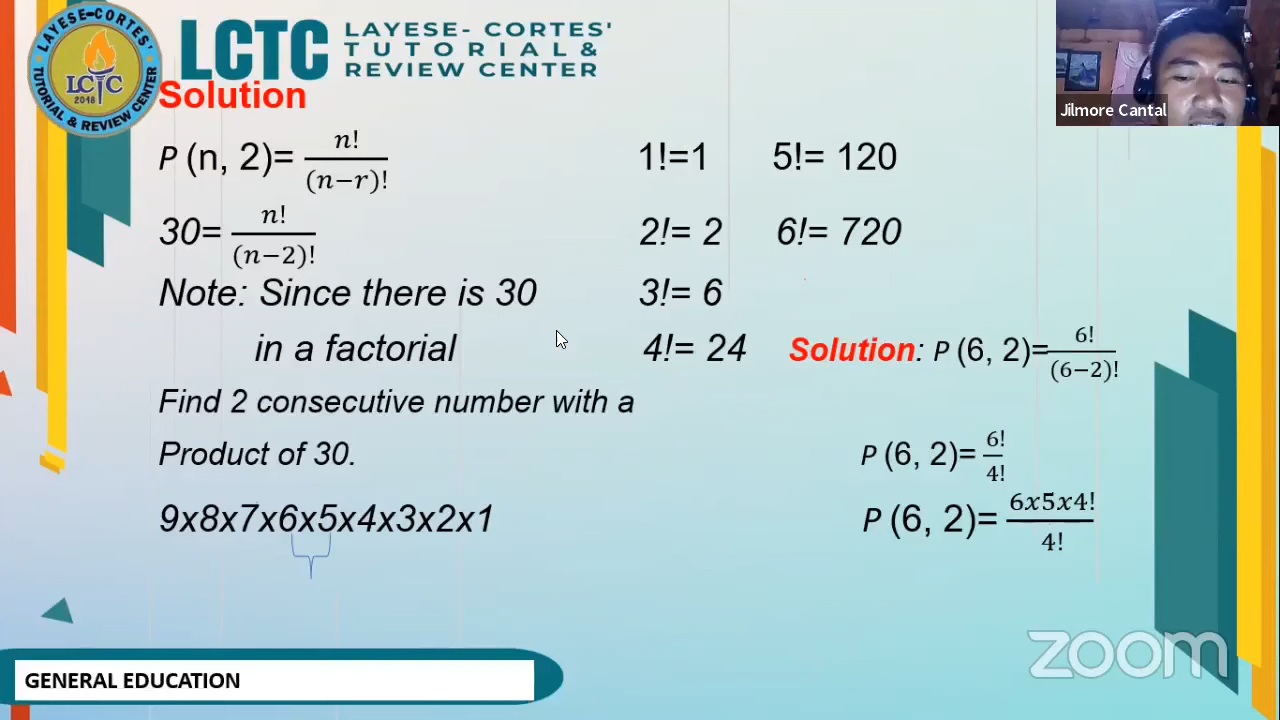 LAYESE-CORTES'
LCTC
2018
TUTORIAL & REVIEW CENTER
LCTC
LAYESE- CORTES'
TUTORIAL &
REVIEW CENTER
Jilmore Cantal
Solution
P (n, 2)= n!/(n−r)!
1!=1 5!= 120
30= n!/(n−2)!
2!= 2 6!= 720
Note: Since there is 30
3!= 6
in a factorial
4!= 24
Solution: P (6, 2)= 6!/(6−2)!
Find 2 consecutive number with a
Product of 30.
P (6, 2)= 6!/4!
9x8x7x6x5x4x3x2x1
P (6, 2)= 6x5x4!/4!
zoom
GENERAL EDUCATION